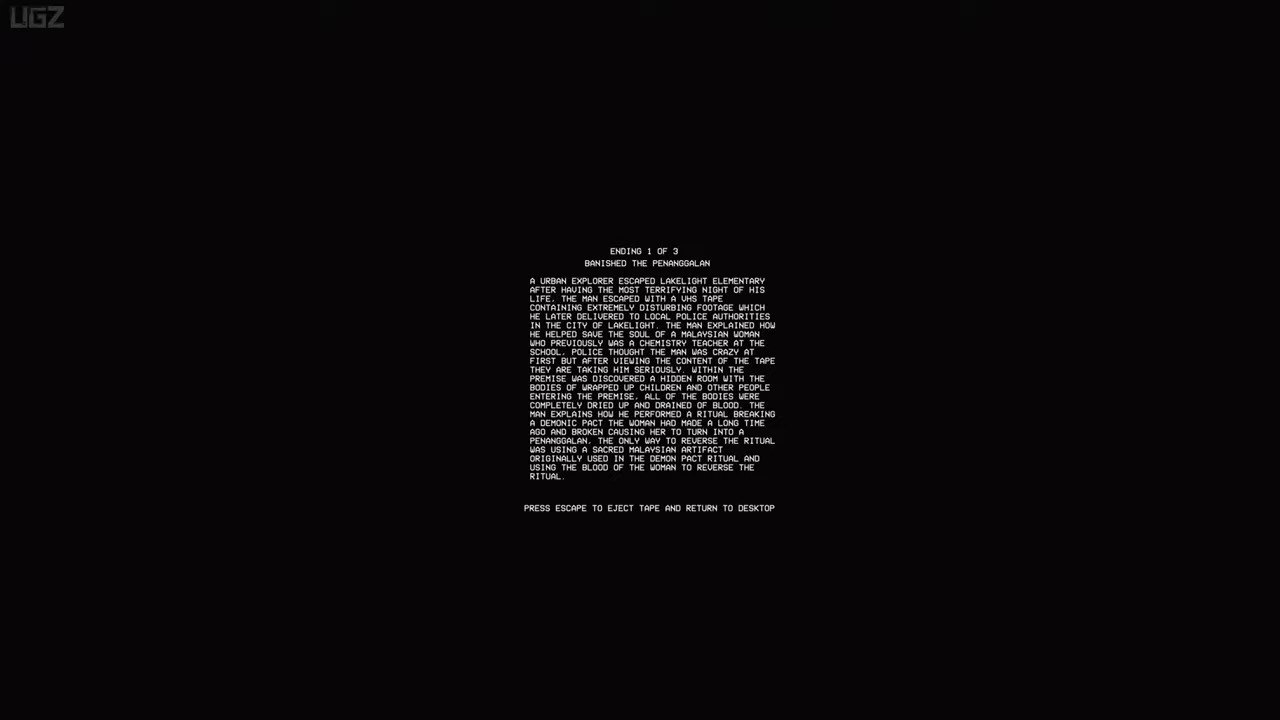 UGZ
ENDING 1 OF 3
BANISHED THE PENANGGALAN
A URBAN EXPLORER ESCAPED LAKELIGHT ELEMENTARY
AFTER HAVING THE MOST TERRIFYING NIGHT OF HIS
LIFE, THE MAN ESCAPED WITH A VHS TAPE
CONTAINING EXTREMELY DISTURBING FOOTAGE WHICH
HE LATER DELIVERED TO LOCAL POLICE AUTHORITIES
IN THE CITY OF LAKELIGHT. THE MAN EXPLAINED HOW
HE HELPED SAVE THE SOUL OF A MALAYSIAN WOMAN
WHO PREVIOUSLY WAS A CHEMISTRY TEACHER AT THE
SCHOOL, POLICE THOUGHT THE MAN WAS CRAZY AT
FIRST BUT AFTER VIEWING THE CONTENT OF THE TAPE
THEY ARE TAKING HIM SERIOUSLY. WITHIN THE
PREMISE WAS DISCOVERED A HIDDEN ROOM WITH THE
BODIES OF WRAPPED UP CHILDREN AND OTHER PEOPLE
ENTERING THE PREMISE, ALL OF THE BODIES WERE
COMPLETELY DRIED UP AND DRAINED OF BLOOD. THE
MAN EXPLAINS HOW HE PERFORMED A RITUAL BREAKING
A DEMONIC PACT THE WOMAN HAD MADE A LONG TIME
AGO AND BROKEN CAUSING HER TO TURN INTO A
PENANGGALAN, THE ONLY WAY TO REVERSE THE RITUAL
WAS USING A SACRED MALAYSIAN ARTIFACT
ORIGINALLY USED IN THE DEMON PACT RITUAL AND
USING THE BLOOD OF THE WOMAN TO REVERSE THE
RITUAL.
PRESS ESCAPE TO EJECT TAPE AND RETURN TO DESKTOP